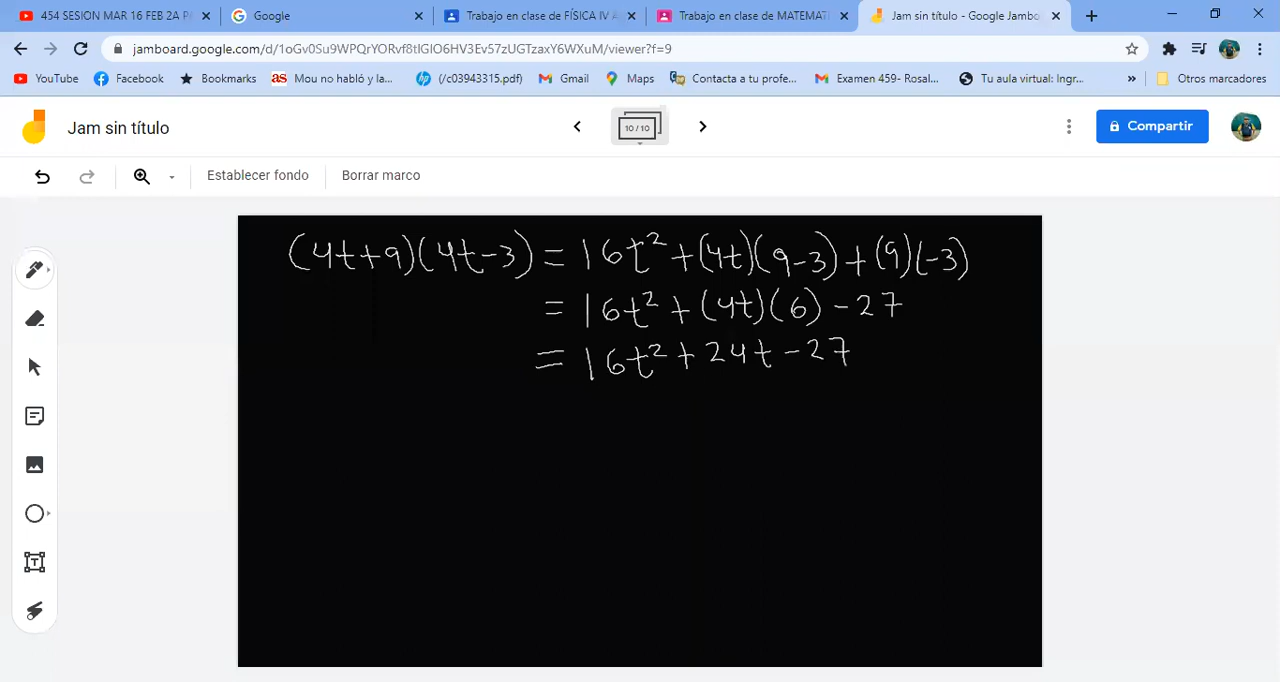 454 SESION MAR 16 FEB 2A PA
Google
Trabajo en clase de FÍSICA IV Á
Trabajo en clase de MATEMÁTI
Jam sin título - Google Jamboa
jamboard.google.com/d/1oGv0Su9WPQrYORvf8tIGIO6HV3Ev57zUGTzaxY6WXuM/viewer?f=9
YouTube Facebook Bookmarks Mou no habló y la... (/c03943315.pdf) Gmail Maps Contacta a tu profe... Examen 459- Rosal... Tu aula virtual: Ingr... » Otros marcadores
Jam sin título
10 / 10
Compartir
Establecer fondo Borrar marco
(4t+9)(4t-3) = 16t²+(4t)(9-3)+(9)(-3)
= 16t²+(4t)(6)-27
= 16t²+24t-27